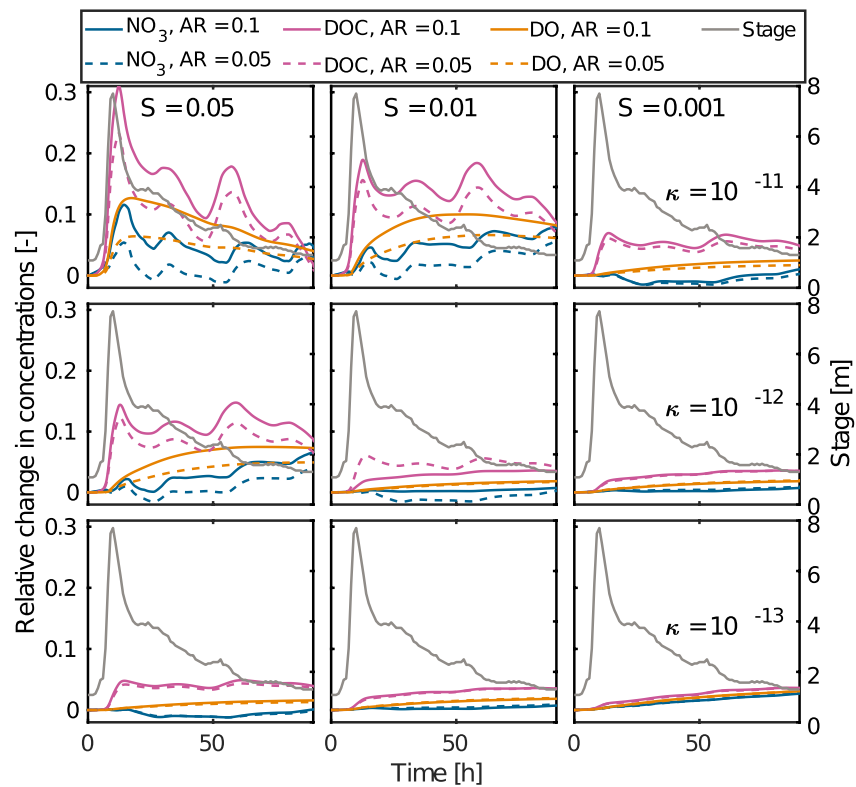 NO3, AR = 0.1 DOC, AR = 0.1 DO, AR = 0.1 Stage
NO3, AR = 0.05 DOC, AR = 0.05 DO, AR = 0.05
S = 0.05 S = 0.01 S = 0.001
0.3 0.2 0.1 0
8 6 4 2 0
κ = 10 -11
0.3 0.2 0.1 0
8 6 4 2 0
κ = 10 -12
0.3 0.2 0.1 0
8 6 4 2 0
κ = 10 -13
0 50 50 50
Relative change in concentrations [-]
Stage [m]
Time [h]